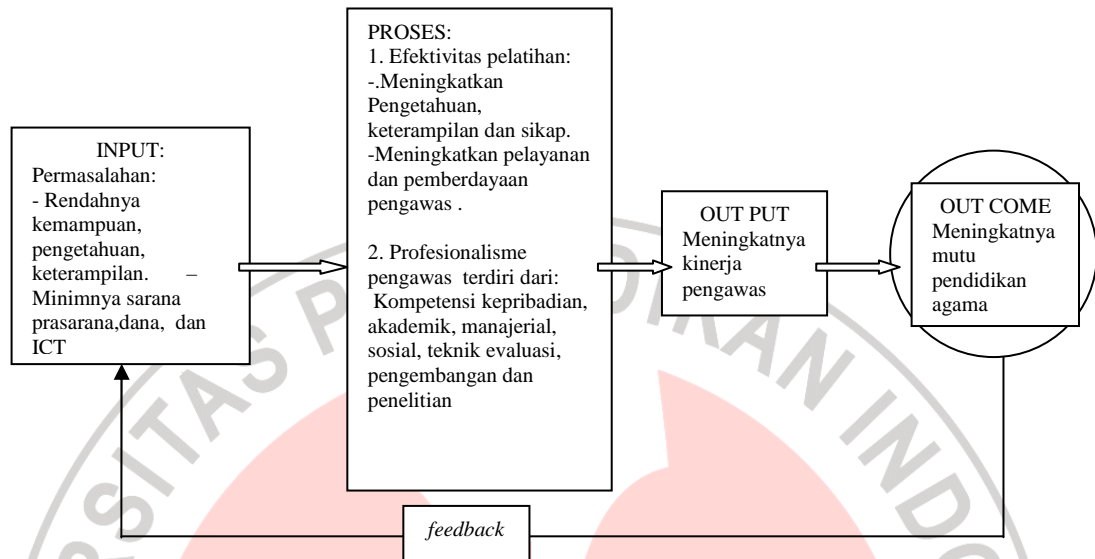 INPUT:
Permasalahan:
- Rendahnya
kemampuan,
pengetahuan,
keterampilan. –
Minimnya sarana
prasarana,dana, dan
ICT
PROSES:
1. Efektivitas pelatihan:
-.Meningkatkan
Pengetahuan,
keterampilan dan sikap.
-Meningkatkan pelayanan
dan pemberdayaan
pengawas .
2. Profesionalisme
pengawas terdiri dari:
Kompetensi kepribadian,
akademik, manajerial,
sosial, teknik evaluasi,
pengembangan dan
penelitian
OUT PUT
Meningkatnya
kinerja
pengawas
OUT COME
Meningkatnya
mutu
pendidikan
agama
feedback